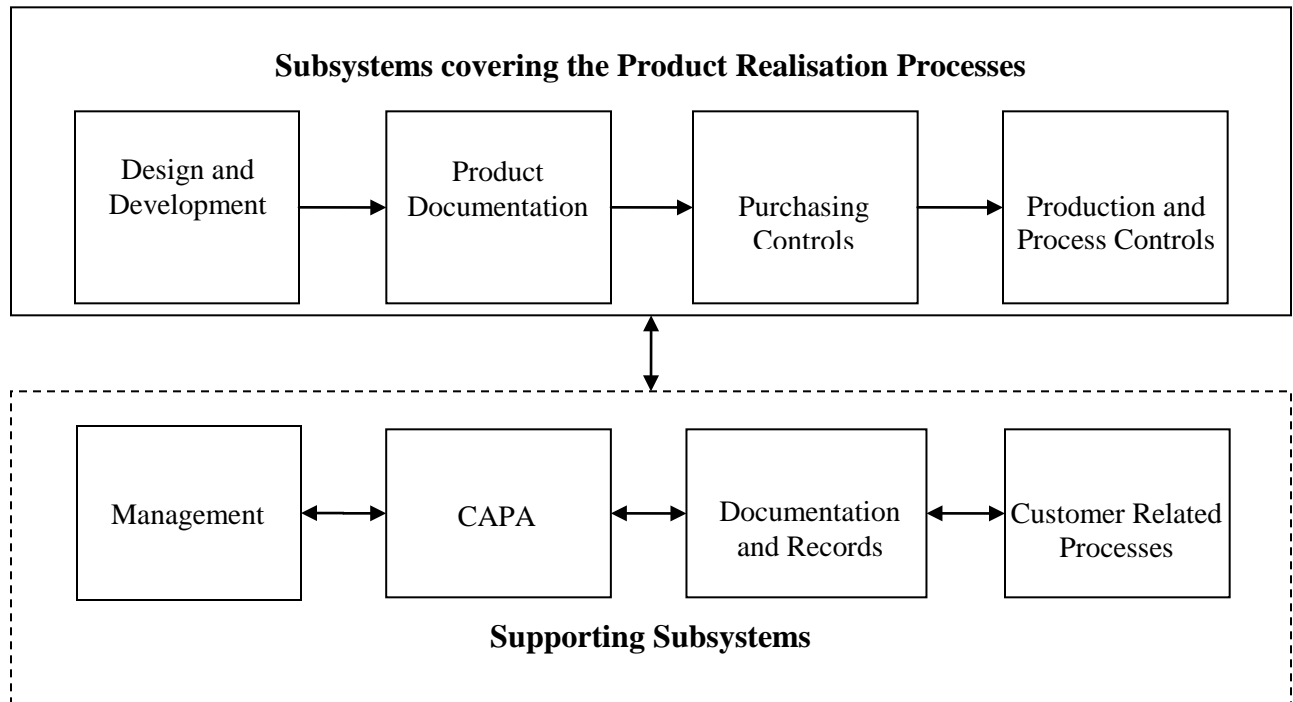 Subsystems covering the Product Realisation Processes
Design and
Development
Product
Documentation
Purchasing
Controls
Production and
Process Controls
Management
CAPA
Documentation
and Records
Customer Related
Processes
Supporting Subsystems